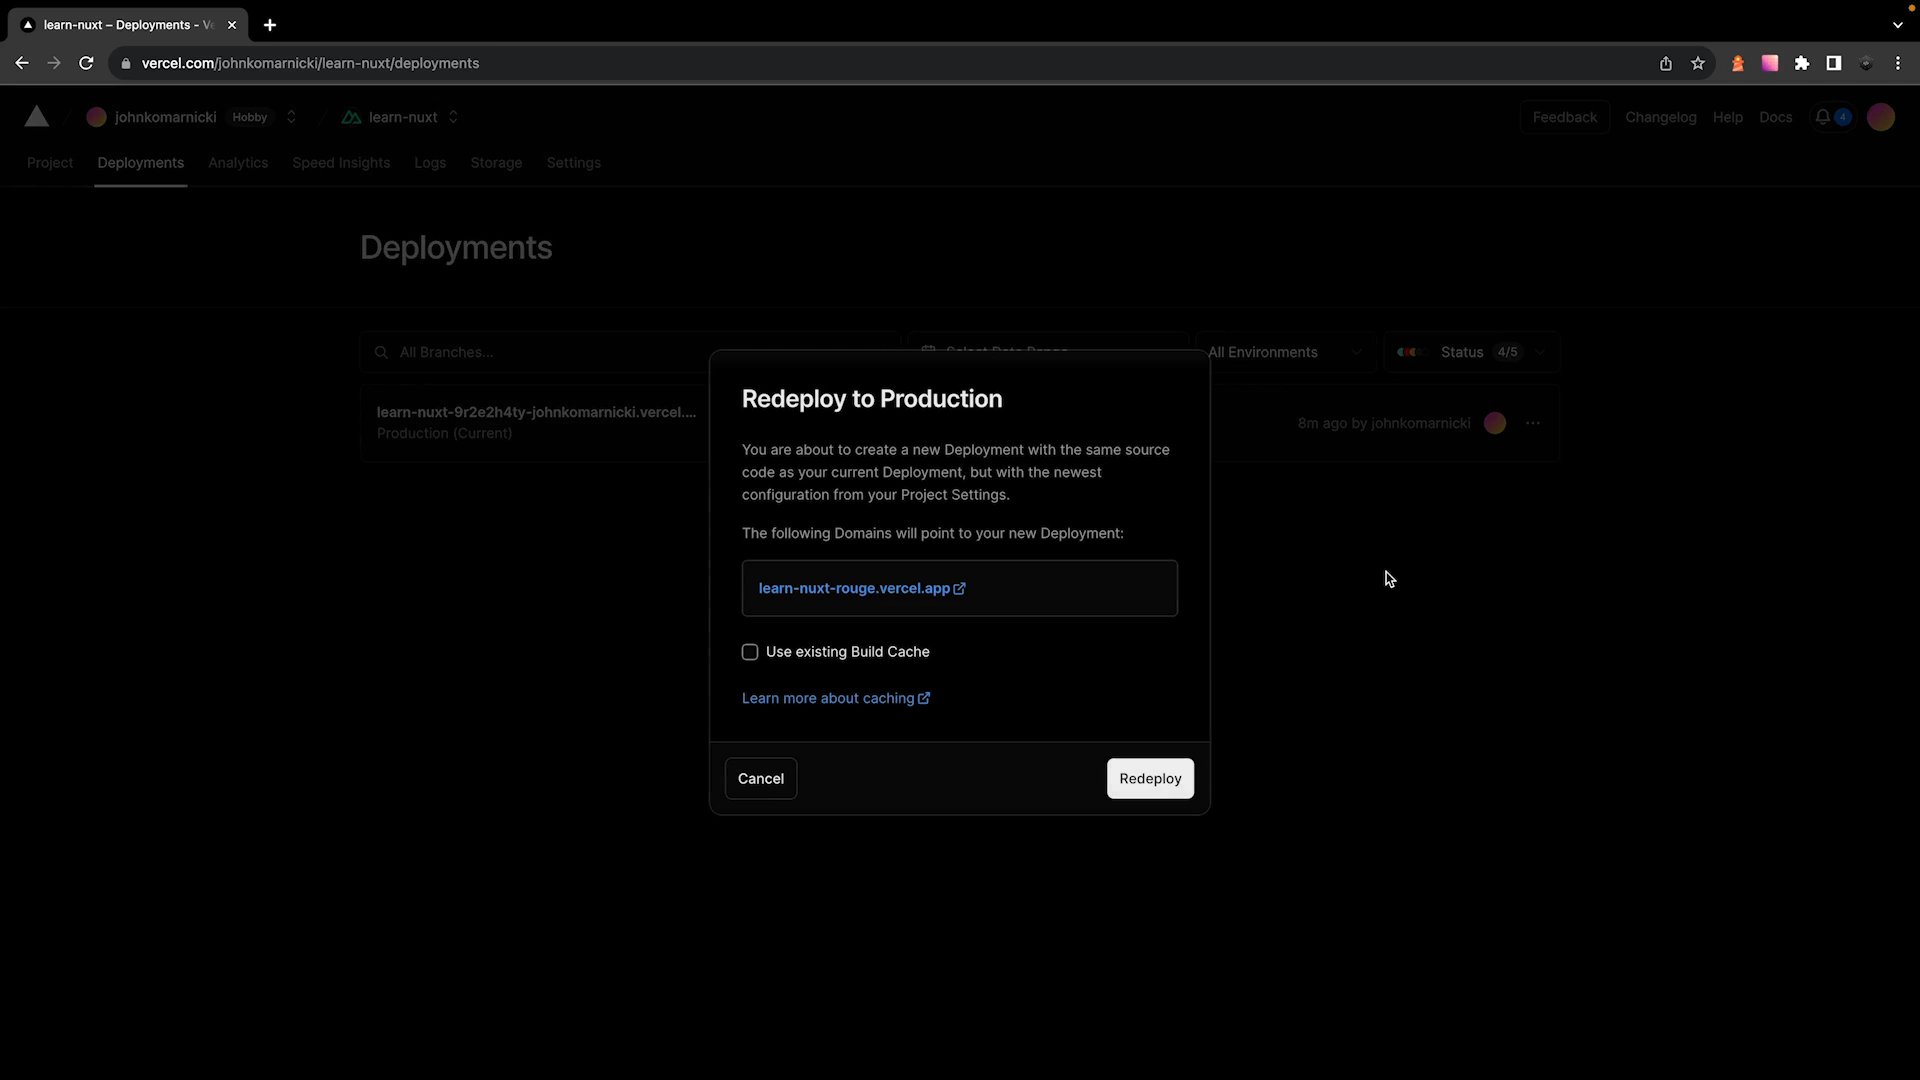 learn-nuxt – Deployments - Ve
vercel.com/johnkomarnicki/learn-nuxt/deployments
johnkomarnicki Hobby learn-nuxt Feedback Changelog Help Docs 4
Project Deployments Analytics Speed Insights Logs Storage Settings
Deployments
All Branches... Select Date Range All Environments Status 4/5
learn-nuxt-9r2e2h4ty-johnkomarnicki.vercel....
Production (Current)
8m ago by johnkomarnicki
Redeploy to Production
You are about to create a new Deployment with the same source
code as your current Deployment, but with the newest
configuration from your Project Settings.
The following Domains will point to your new Deployment:
learn-nuxt-rouge.vercel.app
Use existing Build Cache
Learn more about caching
Cancel Redeploy